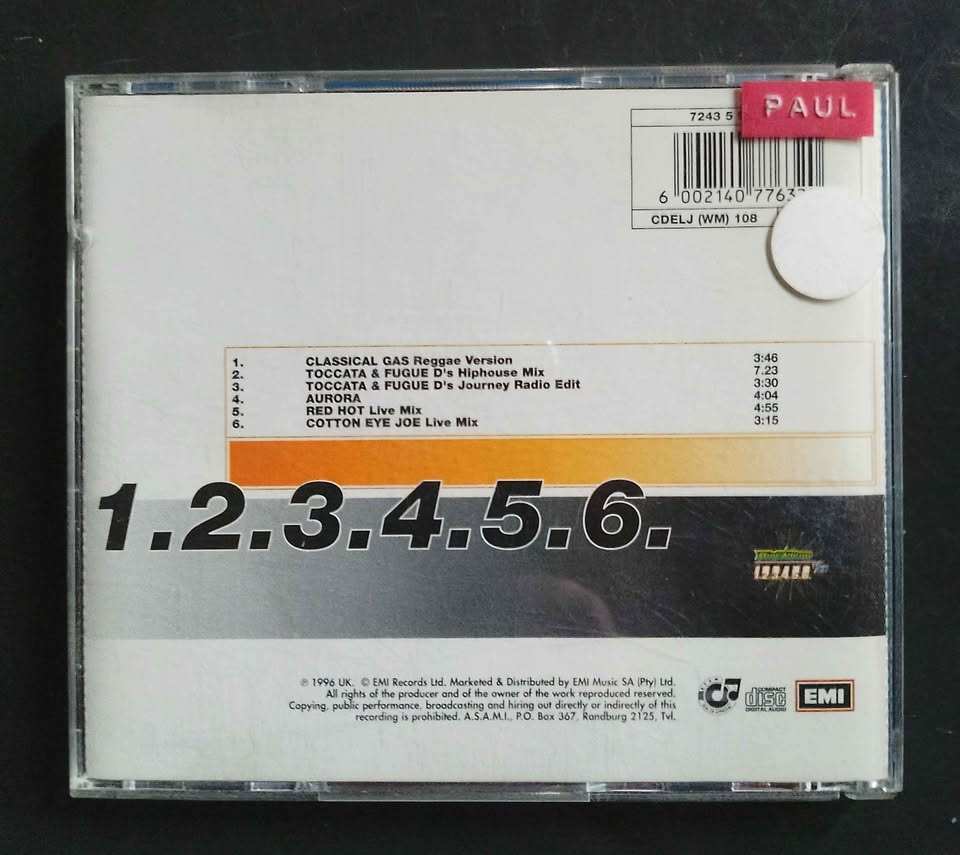 7243 5
PAUL
6 002140 7763
CDELJ (WM) 108
1. CLASSICAL GAS Reggae Version 3:46
2. TOCCATA & FUGUE D's Hiphouse Mix 7.23
3. TOCCATA & FUGUE D's Journey Radio Edit 3:30
4. AURORA 4:04
5. RED HOT Live Mix 4:55
6. COTTON EYE JOE Live Mix 3:15
1.2.3.4.5.6.
℗ 1996 UK. © EMI Records Ltd. Marketed & Distributed by EMI Music SA (Pty) Ltd.
All rights of the producer and of the owner of the work reproduced reserved.
Copying, public performance, broadcasting and hiring out directly or indirectly of this
recording is prohibited. A.S.A.M.I., P.O. Box 367, Randburg 2125, Tvl.
COMPACT
disc
DIGITAL AUDIO
EMI